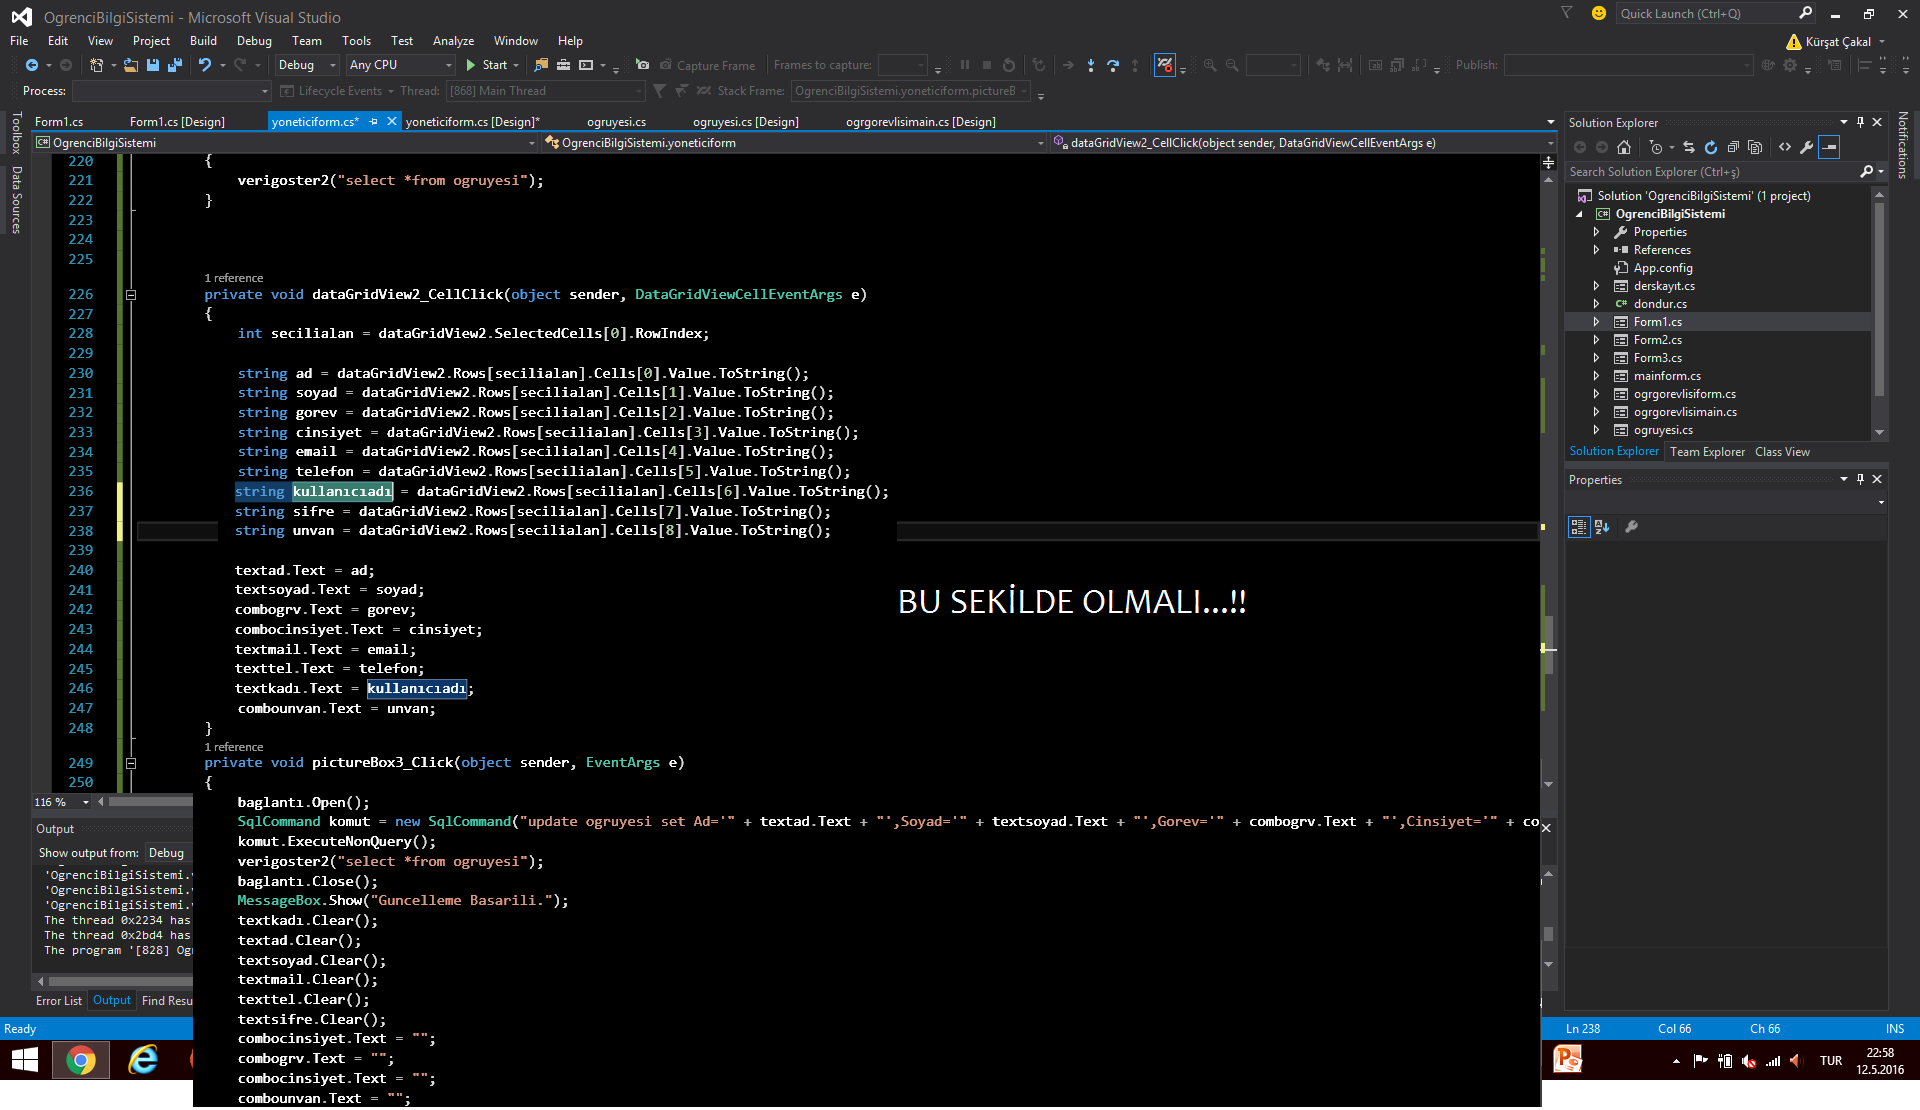 OgrenciBilgiSistemi - Microsoft Visual Studio
Quick Launch (Ctrl+Q)
File Edit View Project Build Debug Team Tools Test Analyze Window Help
Kürşat Çakal
Debug Any CPU Start Capture Frame Frames to capture: Publish:
Process: Lifecycle Events Thread: [868] Main Thread Stack Frame: OgrenciBilgiSistemi.yoneticiform.pictureB
Toolbox
Data Sources
Form1.cs Form1.cs [Design] yoneticiform.cs* yoneticiform.cs [Design]* ogruyesi.cs ogruyesi.cs [Design] ogrgorevlisimain.cs [Design]
OgrenciBilgiSistemi OgrenciBilgiSistemi.yoneticiform dataGridView2_CellClick(object sender, DataGridViewCellEventArgs e)
220 {
221 verigoster2("select *from ogruyesi");
222 }
223
224
225
1 reference
226 private void dataGridView2_CellClick(object sender, DataGridViewCellEventArgs e)
227 {
228 int secilialan = dataGridView2.SelectedCells[0].RowIndex;
229
230 string ad = dataGridView2.Rows[secilialan].Cells[0].Value.ToString();
231 string soyad = dataGridView2.Rows[secilialan].Cells[1].Value.ToString();
232 string gorev = dataGridView2.Rows[secilialan].Cells[2].Value.ToString();
233 string cinsiyet = dataGridView2.Rows[secilialan].Cells[3].Value.ToString();
234 string email = dataGridView2.Rows[secilialan].Cells[4].Value.ToString();
235 string telefon = dataGridView2.Rows[secilialan].Cells[5].Value.ToString();
236 string kullanıcıadı = dataGridView2.Rows[secilialan].Cells[6].Value.ToString();
237 string sifre = dataGridView2.Rows[secilialan].Cells[7].Value.ToString();
238 string unvan = dataGridView2.Rows[secilialan].Cells[8].Value.ToString();
239
240 textad.Text = ad;
241 textsoyad.Text = soyad;
242 combogrv.Text = gorev;
243 combocinsiyet.Text = cinsiyet;
244 textmail.Text = email;
245 texttel.Text = telefon;
246 textkadı.Text = kullanıcıadı;
247 combounvan.Text = unvan;
248 }
BU SEKİLDE OLMALI...!!
1 reference
249 private void pictureBox3_Click(object sender, EventArgs e)
250 {
baglantı.Open();
SqlCommand komut = new SqlCommand("update ogruyesi set Ad='" + textad.Text + "',Soyad='" + textsoyad.Text + "',Gorev='" + combogrv.Text + "',Cinsiyet='" + co
komut.ExecuteNonQuery();
verigoster2("select *from ogruyesi");
baglantı.Close();
MessageBox.Show("Guncelleme Basarili.");
textkadı.Clear();
textad.Clear();
textsoyad.Clear();
textmail.Clear();
texttel.Clear();
textsifre.Clear();
combocinsiyet.Text = "";
combogrv.Text = "";
combocinsiyet.Text = "";
combounvan.Text = "";
116 %
Output
Show output from: Debug
'OgrenciBilgiSistemi.
'OgrenciBilgiSistemi.
'OgrenciBilgiSistemi.
The thread 0x2234 has
The thread 0x2bd4 has
The program '[828] Og
Error List Output Find Resu
Ready
Solution Explorer
Search Solution Explorer (Ctrl+ş)
Solution 'OgrenciBilgiSistemi' (1 project)
OgrenciBilgiSistemi
Properties
References
App.config
derskayıt.cs
dondur.cs
Form1.cs
Form2.cs
Form3.cs
mainform.cs
ogrgorevlisiform.cs
ogrgorevlisimain.cs
ogruyesi.cs
Solution Explorer Team Explorer Class View
Properties
Notifications
Ln 238 Col 66 Ch 66 INS
TUR
22:58
12.5.2016